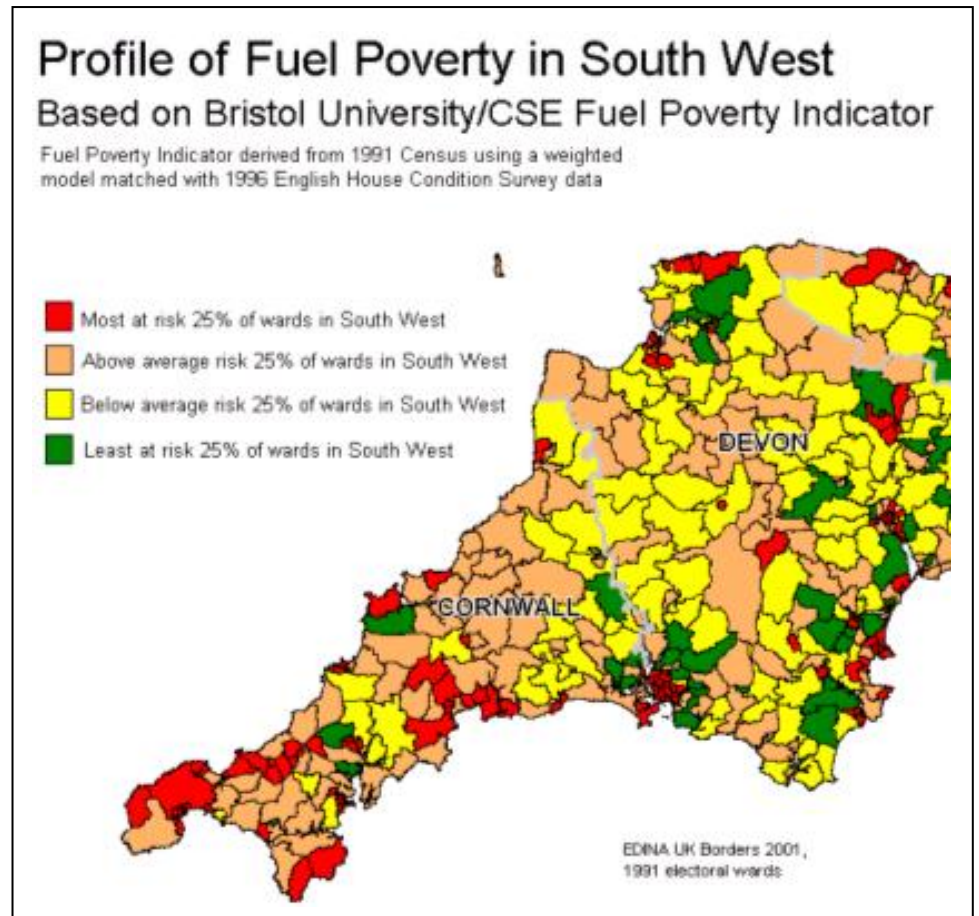 Profile of Fuel Poverty in South West
Based on Bristol University/CSE Fuel Poverty Indicator
Fuel Poverty Indicator derived from 1991 Census using a weighted
model matched with 1996 English House Condition Survey data
Most at risk 25% of wards in South West
Above average risk 25% of wards in South West
Below average risk 25% of wards in South West
Least at risk 25% of wards in South West
DEVON
CORNWALL
EDINA UK Borders 2001,
1991 electoral wards